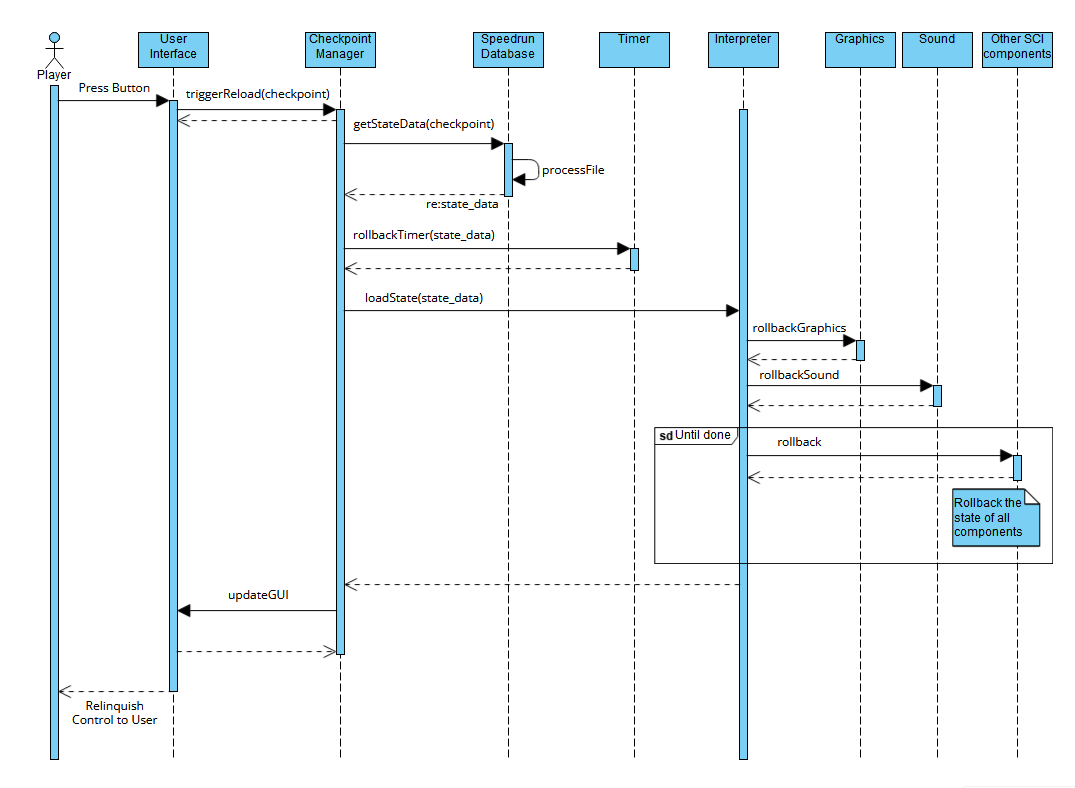 Player
User
Interface
Checkpoint
Manager
Speedrun
Database
Timer
Interpreter
Graphics
Sound
Other SCI
components
Press Button
triggerReload(checkpoint)
getStateData(checkpoint)
processFile
re:state_data
rollbackTimer(state_data)
loadState(state_data)
rollbackGraphics
rollbackSound
sd Until done
rollback
Rollback the
state of all
components
updateGUI
Relinquish
Control to User